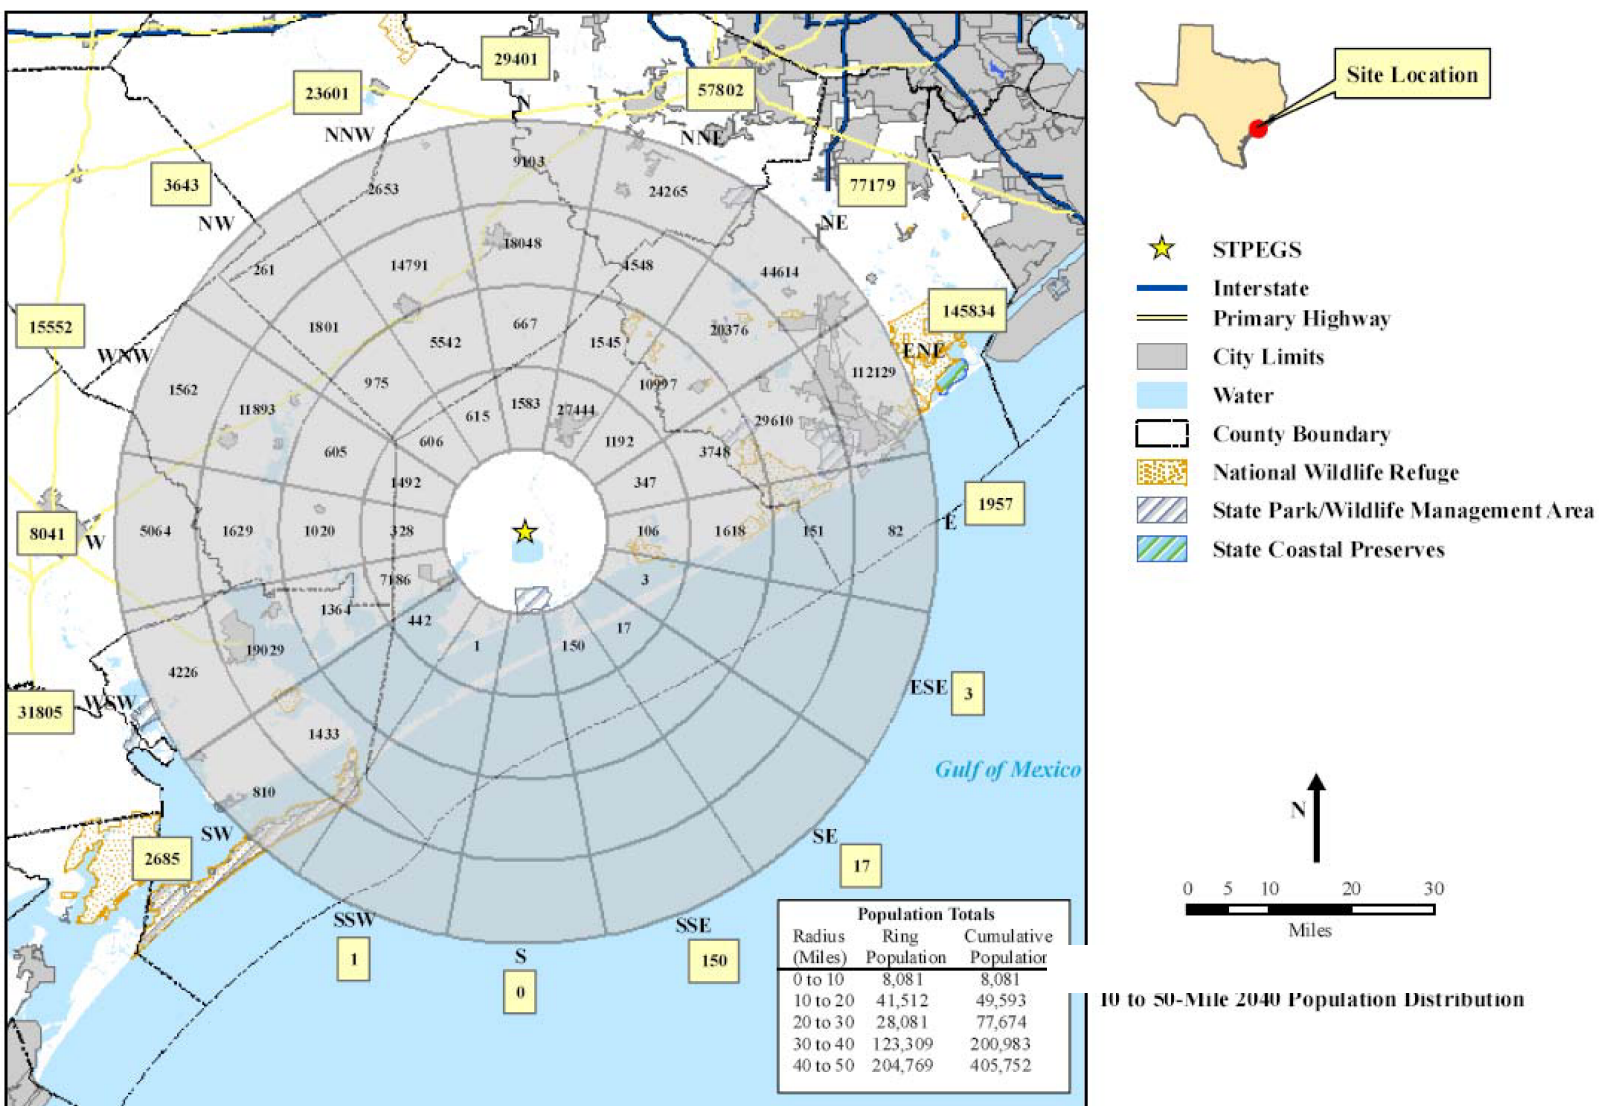 29401
23601
57802
N
NNW
NNE
3643
77179
NW
NE
9103
2653
24265
18048
14791
4548
44614
261
145834
15552
1801
667
20376
5542
1545
WNW
ENE
975
10997
112129
1562
11893
615
1583
27444
29610
606
1192
605
3748
1492
347
8041
W
5064
1629
1020
328
106
1618
151
82
E
1957
7186
3
1364
442
17
1
150
19029
4226
ESE
3
31805
WSW
1433
Gulf of Mexico
810
SW
SE
2685
17
SSW
SSE
1
S
150
0
Population Totals
Radius Ring Cumulative
(Miles) Population Population
0 to 10 8,081 8,081
10 to 20 41,512 49,593
20 to 30 28,081 77,674
30 to 40 123,309 200,983
40 to 50 204,769 405,752
Site Location
STPEGS
Interstate
Primary Highway
City Limits
Water
County Boundary
National Wildlife Refuge
State Park/Wildlife Management Area
State Coastal Preserves
N
0 5 10 20 30
Miles
10 to 50-Mile 2040 Population Distribution